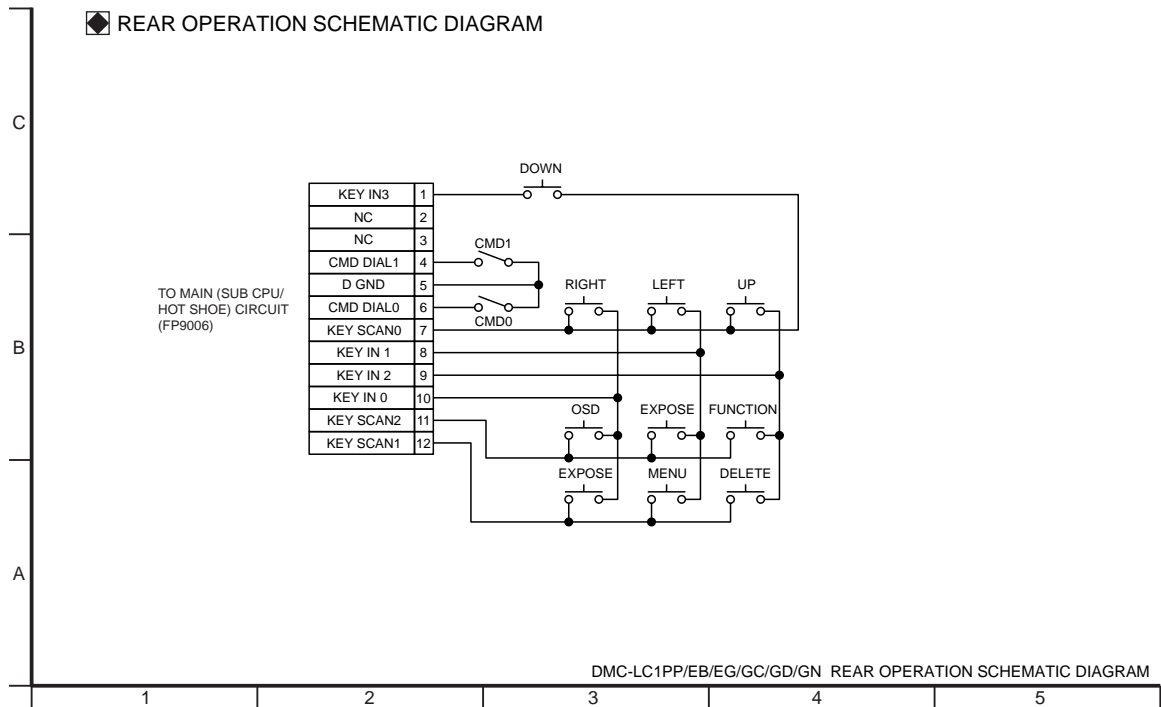 REAR OPERATION SCHEMATIC DIAGRAM
C
DOWN
KEY IN3 1
NC 2
NC 3
CMD DIAL1 4
D GND 5
CMD DIAL0 6
KEY SCAN0 7
KEY IN 1 8
KEY IN 2 9
KEY IN 0 10
KEY SCAN2 11
KEY SCAN1 12
CMD1
CMD0
TO MAIN (SUB CPU/
HOT SHOE) CIRCUIT
(FP9006)
RIGHT LEFT UP
B
OSD EXPOSE FUNCTION
EXPOSE MENU DELETE
A
DMC-LC1PP/EB/EG/GC/GD/GN REAR OPERATION SCHEMATIC DIAGRAM
1 2 3 4 5